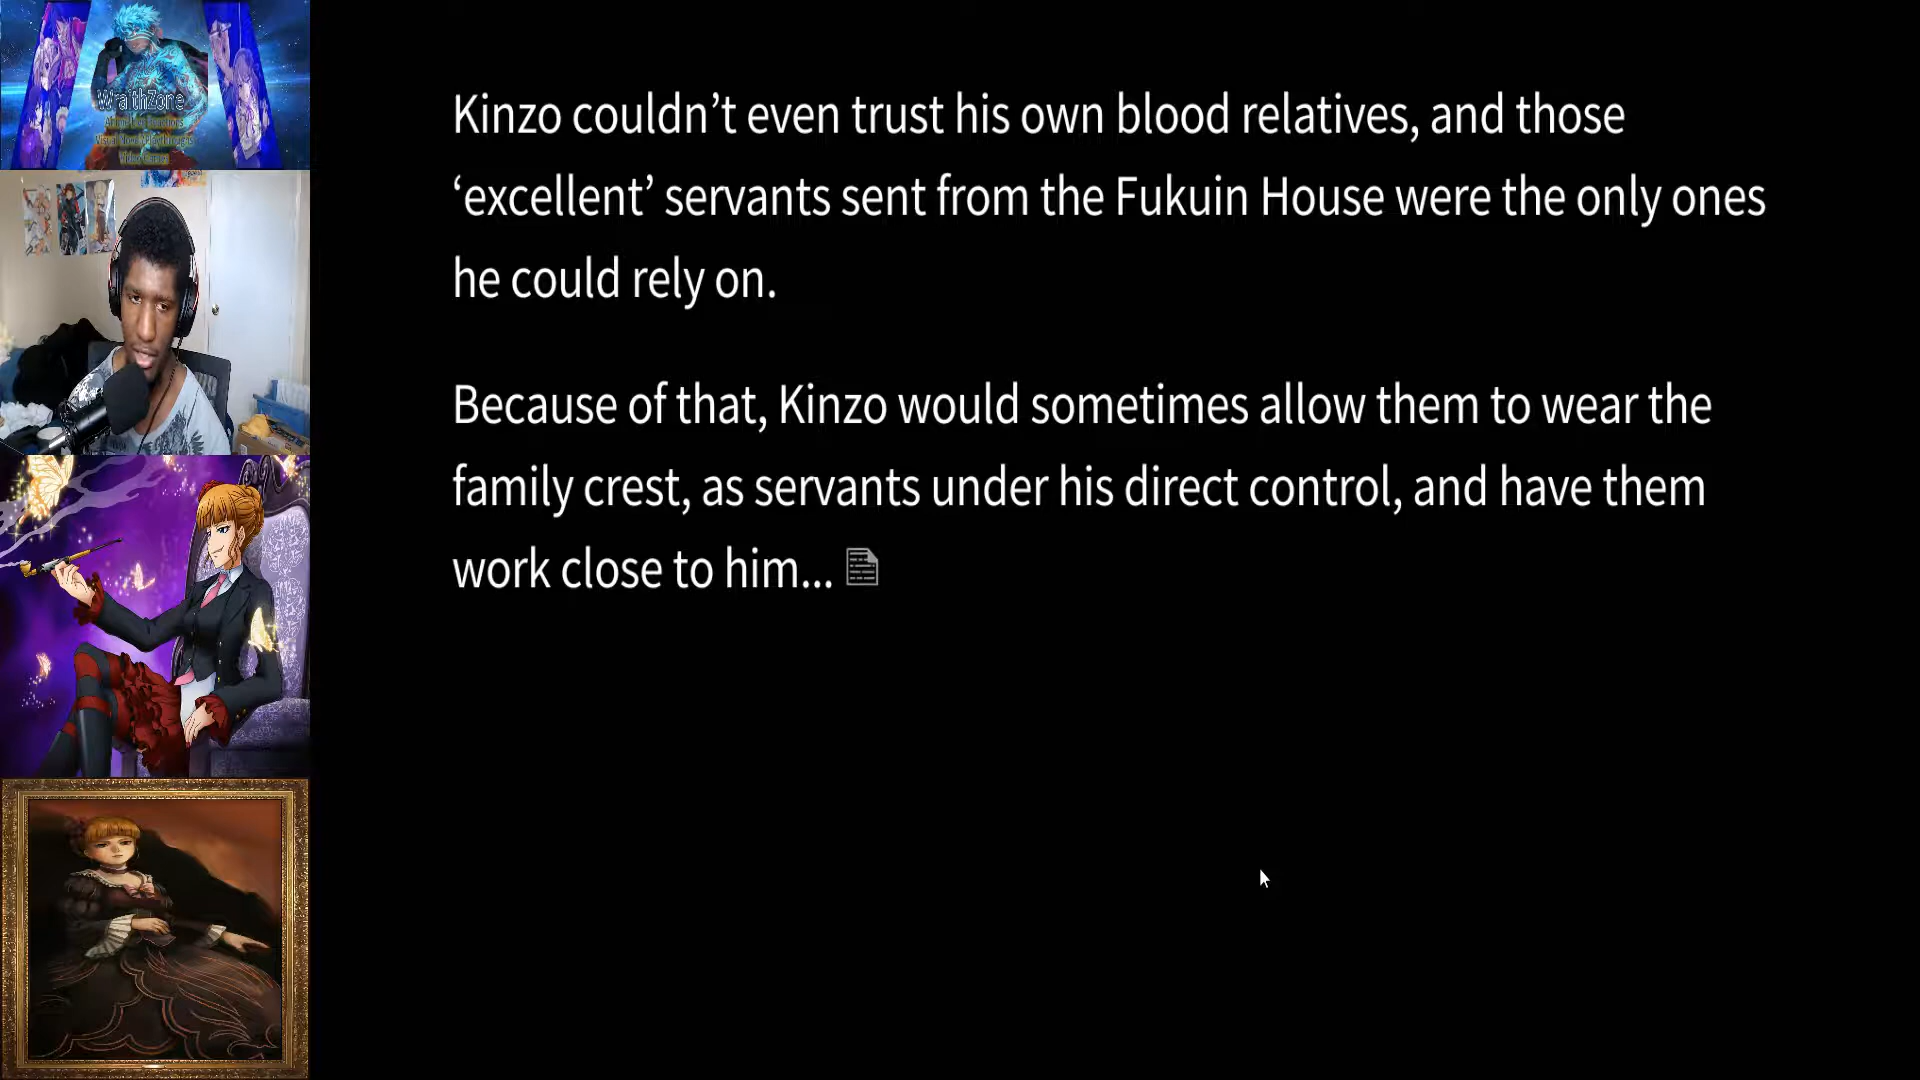 WraithZone
Kinzo couldn’t even trust his own blood relatives, and those
‘excellent’ servants sent from the Fukuin House were the only ones
he could rely on.
Because of that, Kinzo would sometimes allow them to wear the
family crest, as servants under his direct control, and have them
work close to him...